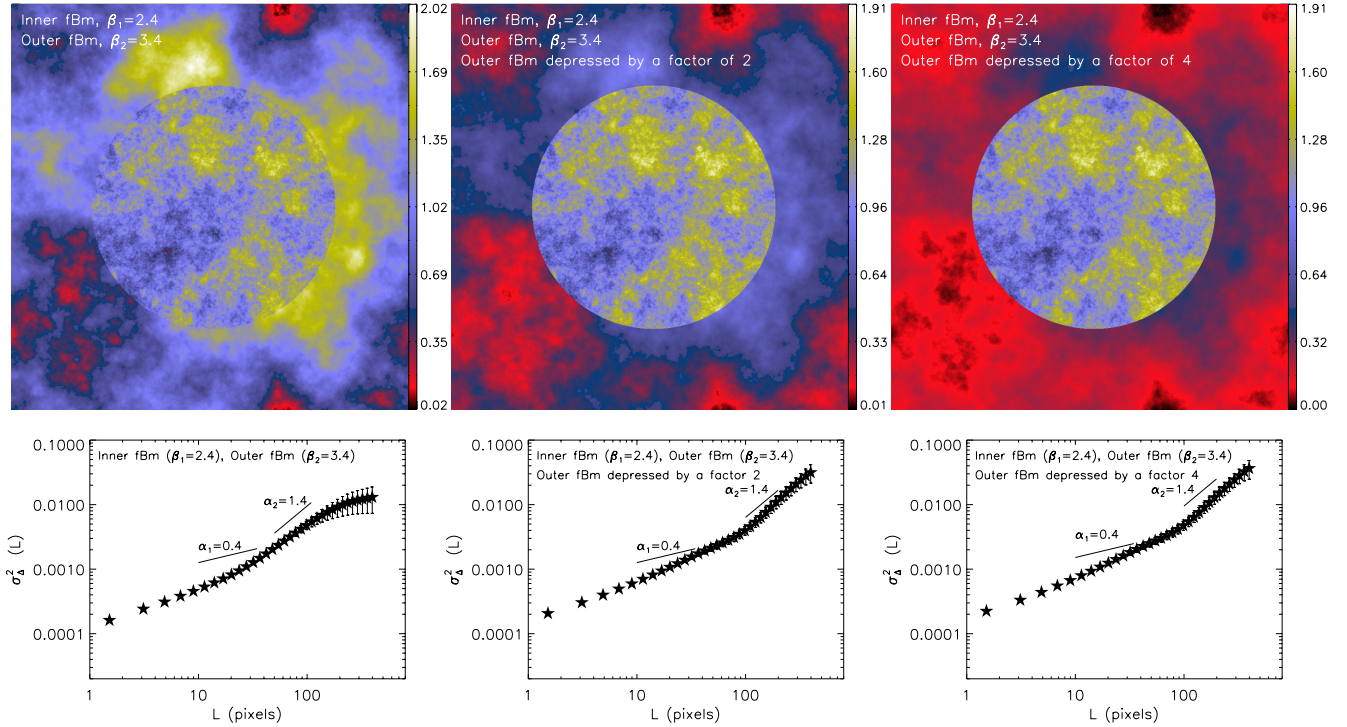 Inner fBm, β₁=2.4
Outer fBm, β₂=3.4
2.02
1.69
1.35
1.02
0.69
0.35
0.02
Inner fBm, β₁=2.4
Outer fBm, β₂=3.4
Outer fBm depressed by a factor of 2
1.91
1.60
1.28
0.96
0.64
0.33
0.01
Inner fBm, β₁=2.4
Outer fBm, β₂=3.4
Outer fBm depressed by a factor of 4
1.91
1.60
1.28
0.96
0.64
0.32
0.00
Inner fBm (β₁=2.4), Outer fBm (β₂=3.4)
α₂=1.4
α₁=0.4
0.1000
0.0100
0.0010
0.0001
σ²_Δ (L)
1 10 100
L (pixels)
Inner fBm (β₁=2.4), Outer fBm (β₂=3.4)
Outer fBm depressed by a factor 2
α₂=1.4
α₁=0.4
0.1000
0.0100
0.0010
0.0001
σ²_Δ (L)
1 10 100
L (pixels)
Inner fBm (β₁=2.4), Outer fBm (β₂=3.4)
Outer fBm depressed by a factor 4
α₂=1.4
α₁=0.4
0.1000
0.0100
0.0010
0.0001
σ²_Δ (L)
1 10 100
L (pixels)